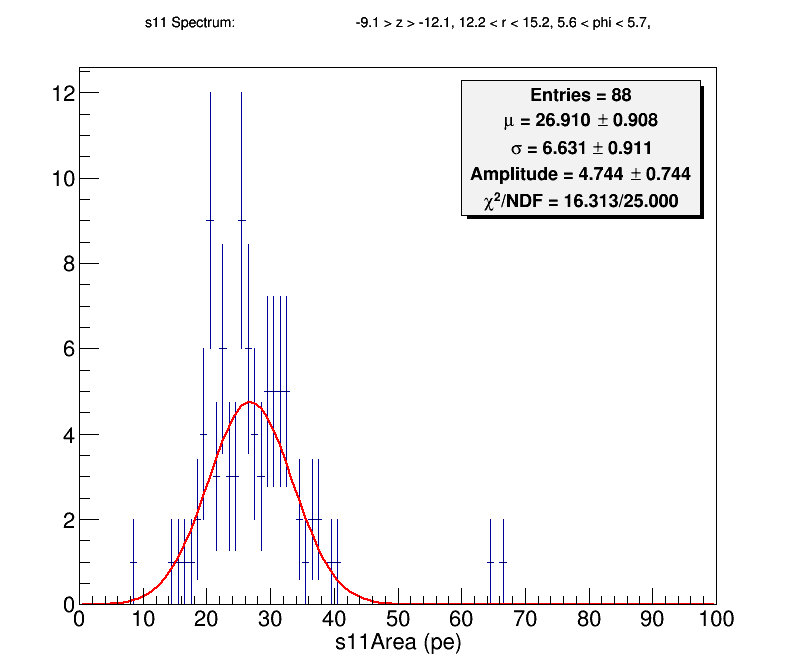 s11 Spectrum: -9.1 > z > -12.1, 12.2 < r < 15.2, 5.6 < phi < 5.7,
Entries = 88
μ = 26.910 ± 0.908
σ = 6.631 ± 0.911
Amplitude = 4.744 ± 0.744
χ²/NDF = 16.313/25.000
12
10
8
6
4
2
0
0 10 20 30 40 50 60 70 80 90 100
s11Area (pe)